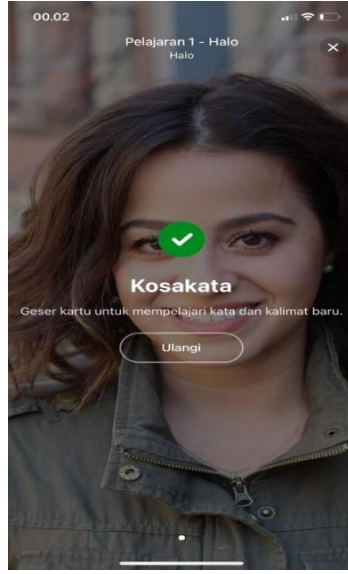 00.02
Pelajaran 1 - Halo
Halo
Kosakata
Geser kartu untuk mempelajari kata dan kalimat baru.
Ulangi